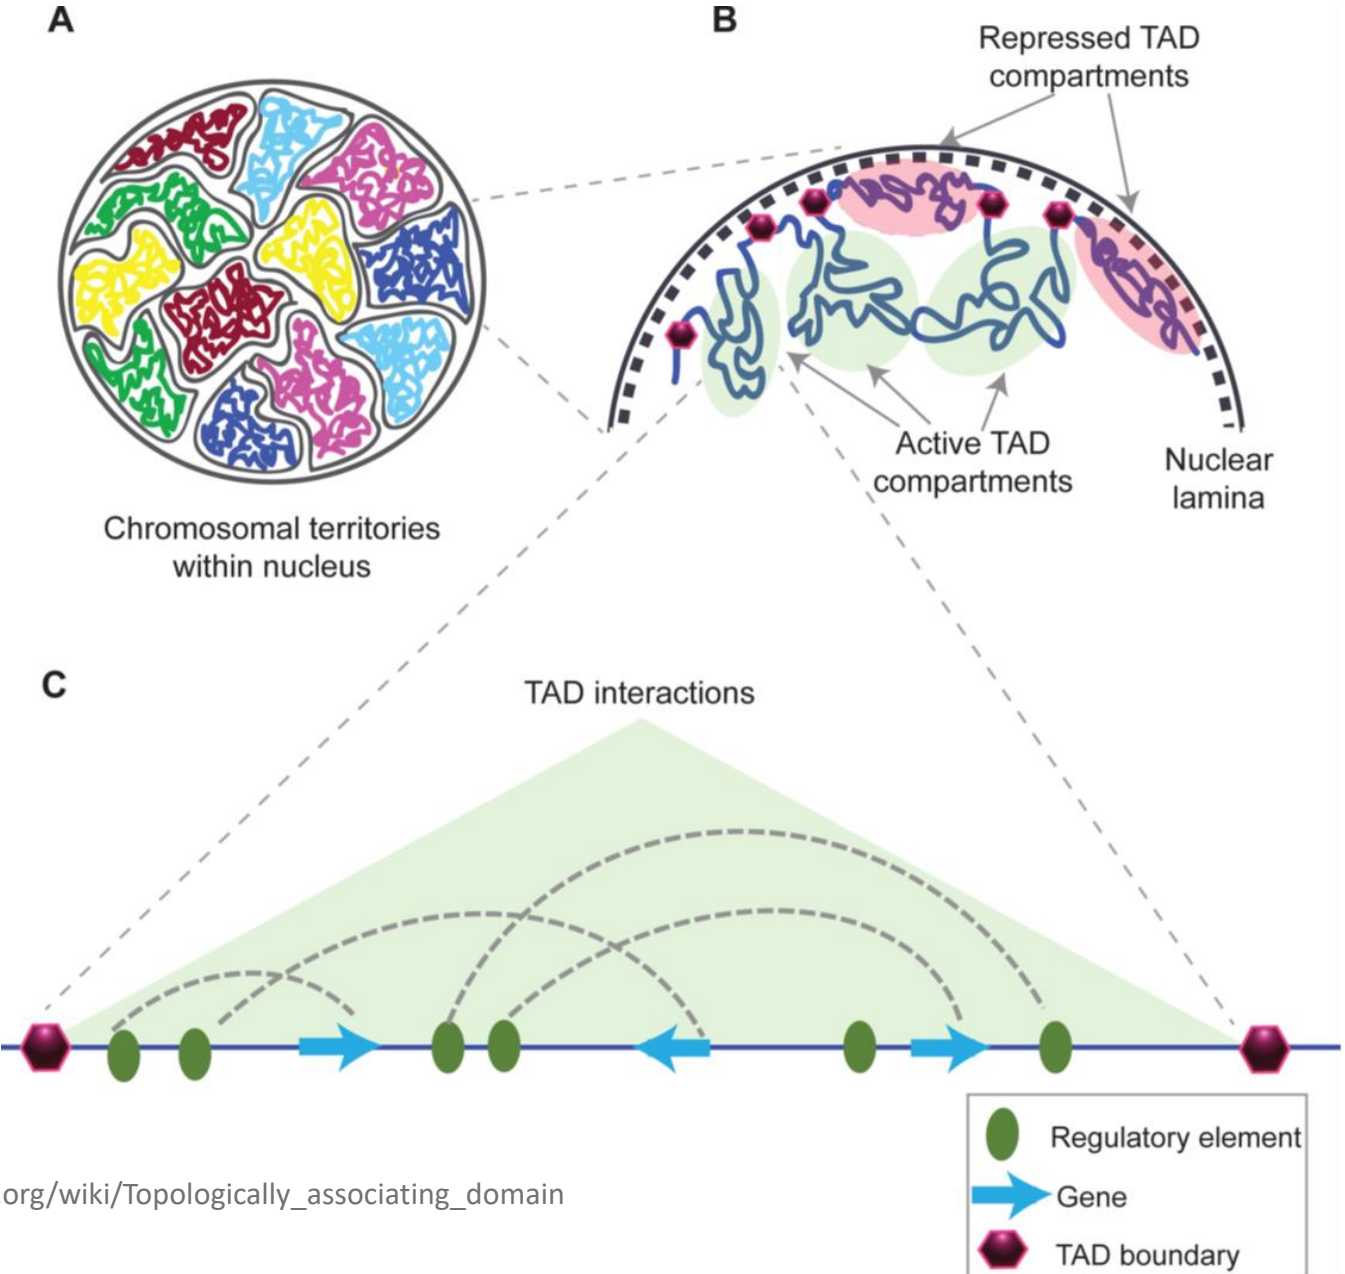 A
B
Repressed TAD
compartments
Active TAD
compartments
Nuclear
lamina
Chromosomal territories
within nucleus
C
TAD interactions
Regulatory element
Gene
TAD boundary
.org/wiki/Topologically_associating_domain